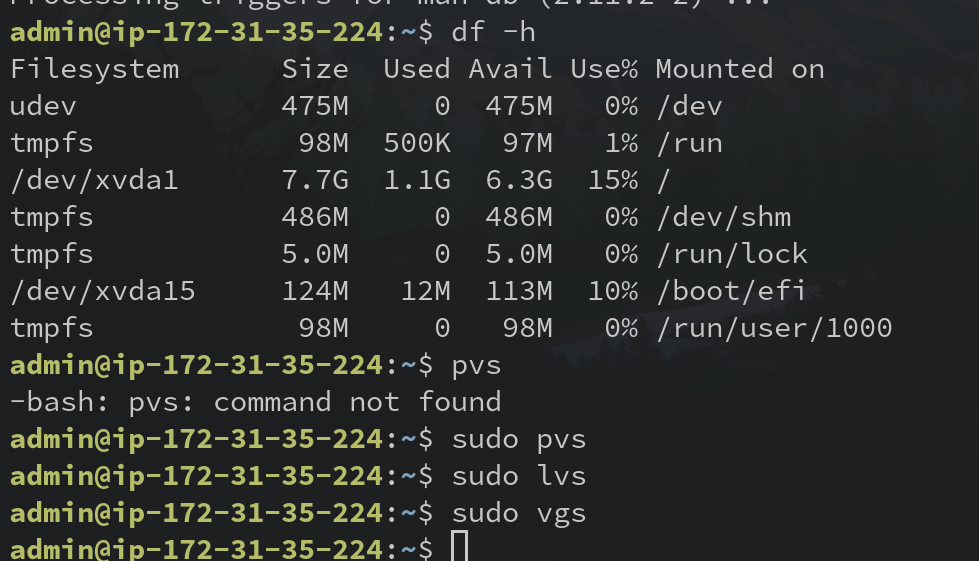 Processing triggers for man-db (2.11.2-2) ...
admin@ip-172-31-35-224:~$ df -h
Filesystem      Size  Used Avail Use% Mounted on
udev            475M     0  475M   0% /dev
tmpfs            98M  500K   97M   1% /run
/dev/xvda1      7.7G  1.1G  6.3G  15% /
tmpfs           486M     0  486M   0% /dev/shm
tmpfs           5.0M     0  5.0M   0% /run/lock
/dev/xvda15     124M   12M  113M  10% /boot/efi
tmpfs            98M     0   98M   0% /run/user/1000
admin@ip-172-31-35-224:~$ pvs
-bash: pvs: command not found
admin@ip-172-31-35-224:~$ sudo pvs
admin@ip-172-31-35-224:~$ sudo lvs
admin@ip-172-31-35-224:~$ sudo vgs
admin@ip-172-31-35-224:~$